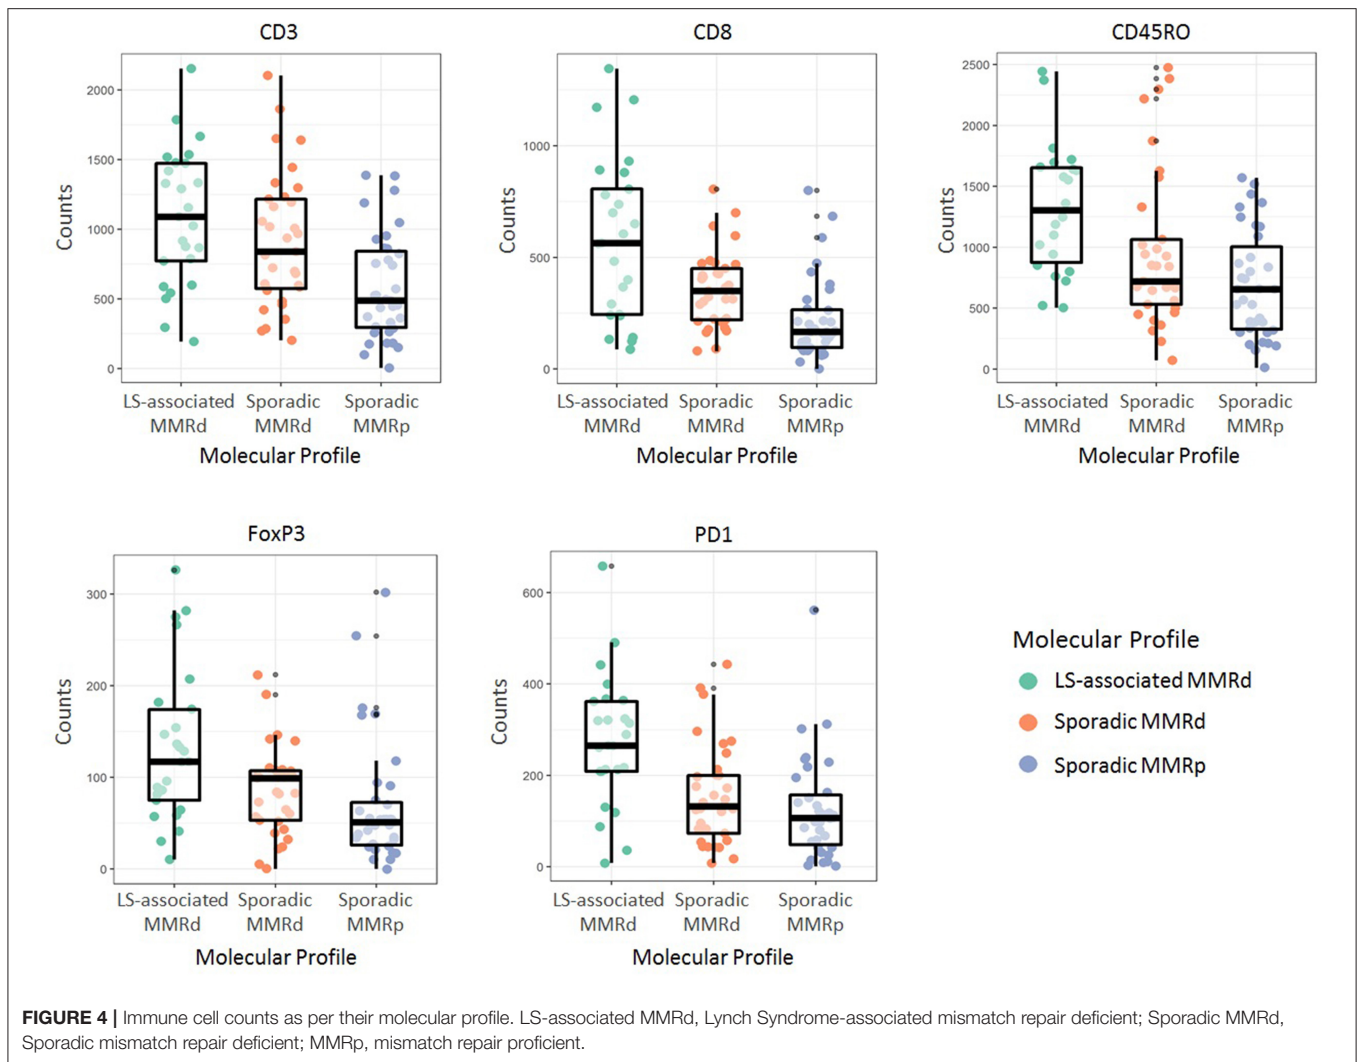 CD3
CD8
CD45RO
2000
1500
1000
500
0
Counts
LS-associated MMRd
Sporadic MMRd
Sporadic MMRp
Molecular Profile
1000
500
0
Counts
LS-associated MMRd
Sporadic MMRd
Sporadic MMRp
Molecular Profile
2500
2000
1500
1000
500
0
Counts
LS-associated MMRd
Sporadic MMRd
Sporadic MMRp
Molecular Profile
FoxP3
PD1
300
200
100
0
Counts
LS-associated MMRd
Sporadic MMRd
Sporadic MMRp
Molecular Profile
600
400
200
0
Counts
LS-associated MMRd
Sporadic MMRd
Sporadic MMRp
Molecular Profile
Molecular Profile
LS-associated MMRd
Sporadic MMRd
Sporadic MMRp
FIGURE 4 | Immune cell counts as per their molecular profile. LS-associated MMRd, Lynch Syndrome-associated mismatch repair deficient; Sporadic MMRd,
Sporadic mismatch repair deficient; MMRp, mismatch repair proficient.